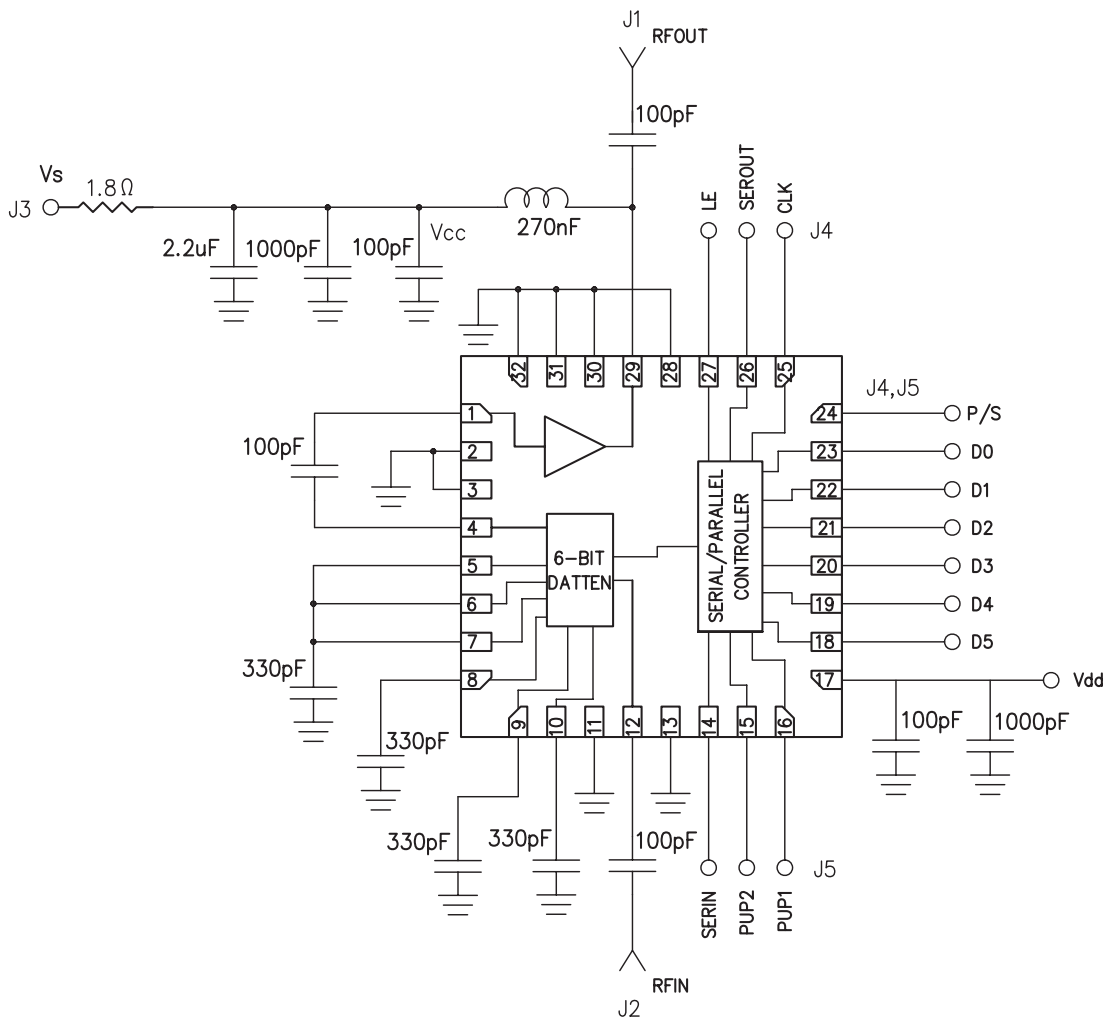 J1
RFOUT
100pF
Vs
1.8Ω
J3
270nF
Vcc
2.2uF
1000pF
100pF
LE
SEROUT
CLK
J4
32
31
30
29
28
27
26
25
J4,J5
1
24
P/S
100pF
2
23
D0
3
22
D1
4
21
D2
5
20
D3
6
19
D4
7
18
D5
8
17
Vdd
6-BIT
DATTEN
SERIAL/PARALLEL
CONTROLLER
330pF
9
10
11
12
13
14
15
16
100pF
1000pF
330pF
330pF
330pF
100pF
SERIN
PUP2
PUP1
J5
RFIN
J2